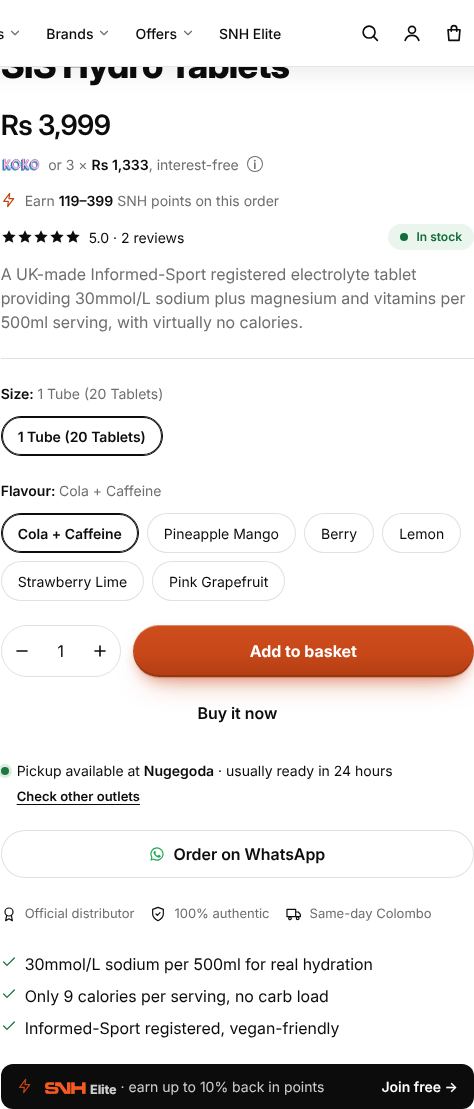 s Brands Offers SNH Elite
SiS Hydro Tablets
Rs 3,999
KOKO or 3 × Rs 1,333, interest-free
Earn 119–399 SNH points on this order
★★★★★ 5.0 · 2 reviews In stock
A UK-made Informed-Sport registered electrolyte tablet
providing 30mmol/L sodium plus magnesium and vitamins per
500ml serving, with virtually no calories.
Size: 1 Tube (20 Tablets)
1 Tube (20 Tablets)
Flavour: Cola + Caffeine
Cola + Caffeine Pineapple Mango Berry Lemon
Strawberry Lime Pink Grapefruit
− 1 + Add to basket
Buy it now
Pickup available at Nugegoda · usually ready in 24 hours
Check other outlets
Order on WhatsApp
Official distributor 100% authentic Same-day Colombo
30mmol/L sodium per 500ml for real hydration
Only 9 calories per serving, no carb load
Informed-Sport registered, vegan-friendly
SNH Elite · earn up to 10% back in points Join free →